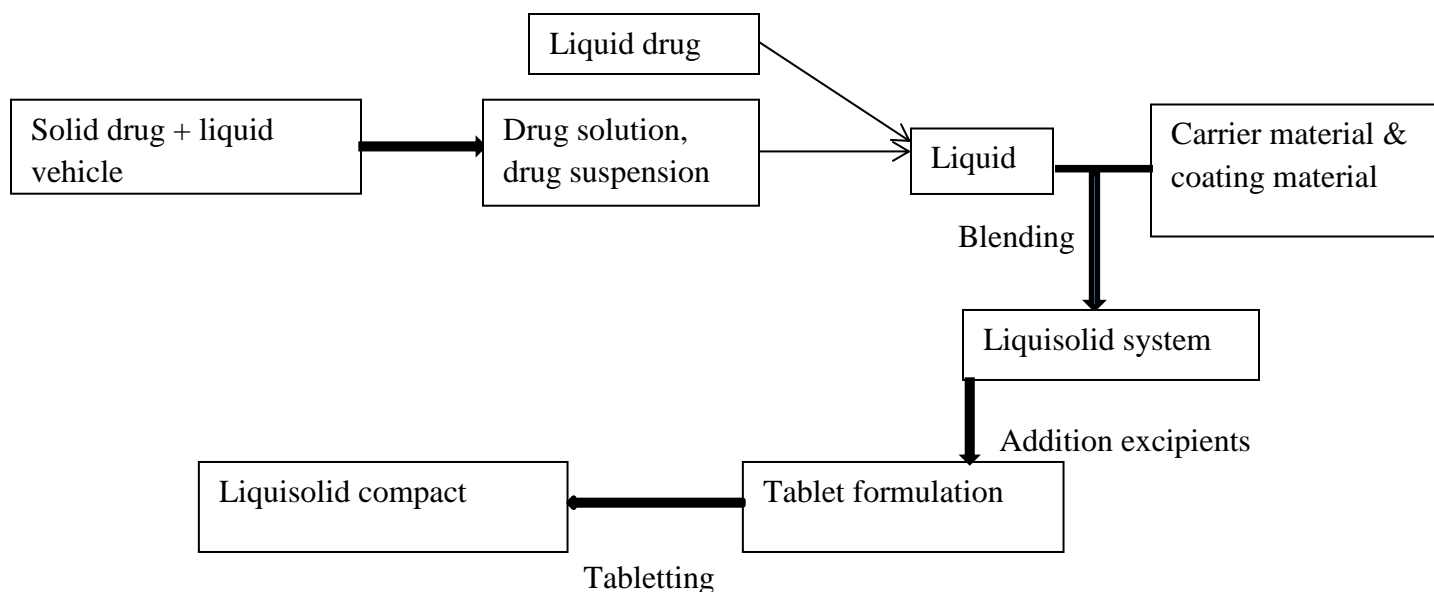 Liquid drug
Solid drug + liquid
vehicle
Drug solution,
drug suspension
Liquid
Carrier material &
coating material
Blending
Liquisolid system
Addition excipients
Liquisolid compact
Tablet formulation
Tabletting